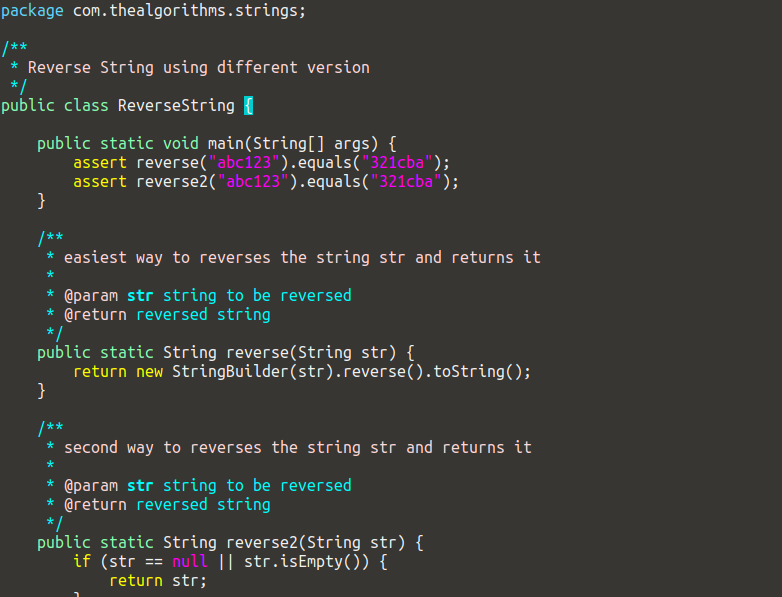 package com.thealgorithms.strings;

/**
 * Reverse String using different version
 */
public class ReverseString {

    public static void main(String[] args) {
        assert reverse("abc123").equals("321cba");
        assert reverse2("abc123").equals("321cba");
    }

    /**
     * easiest way to reverses the string str and returns it
     *
     * @param str string to be reversed
     * @return reversed string
     */
    public static String reverse(String str) {
        return new StringBuilder(str).reverse().toString();
    }

    /**
     * second way to reverses the string str and returns it
     *
     * @param str string to be reversed
     * @return reversed string
     */
    public static String reverse2(String str) {
        if (str == null || str.isEmpty()) {
            return str;
        }